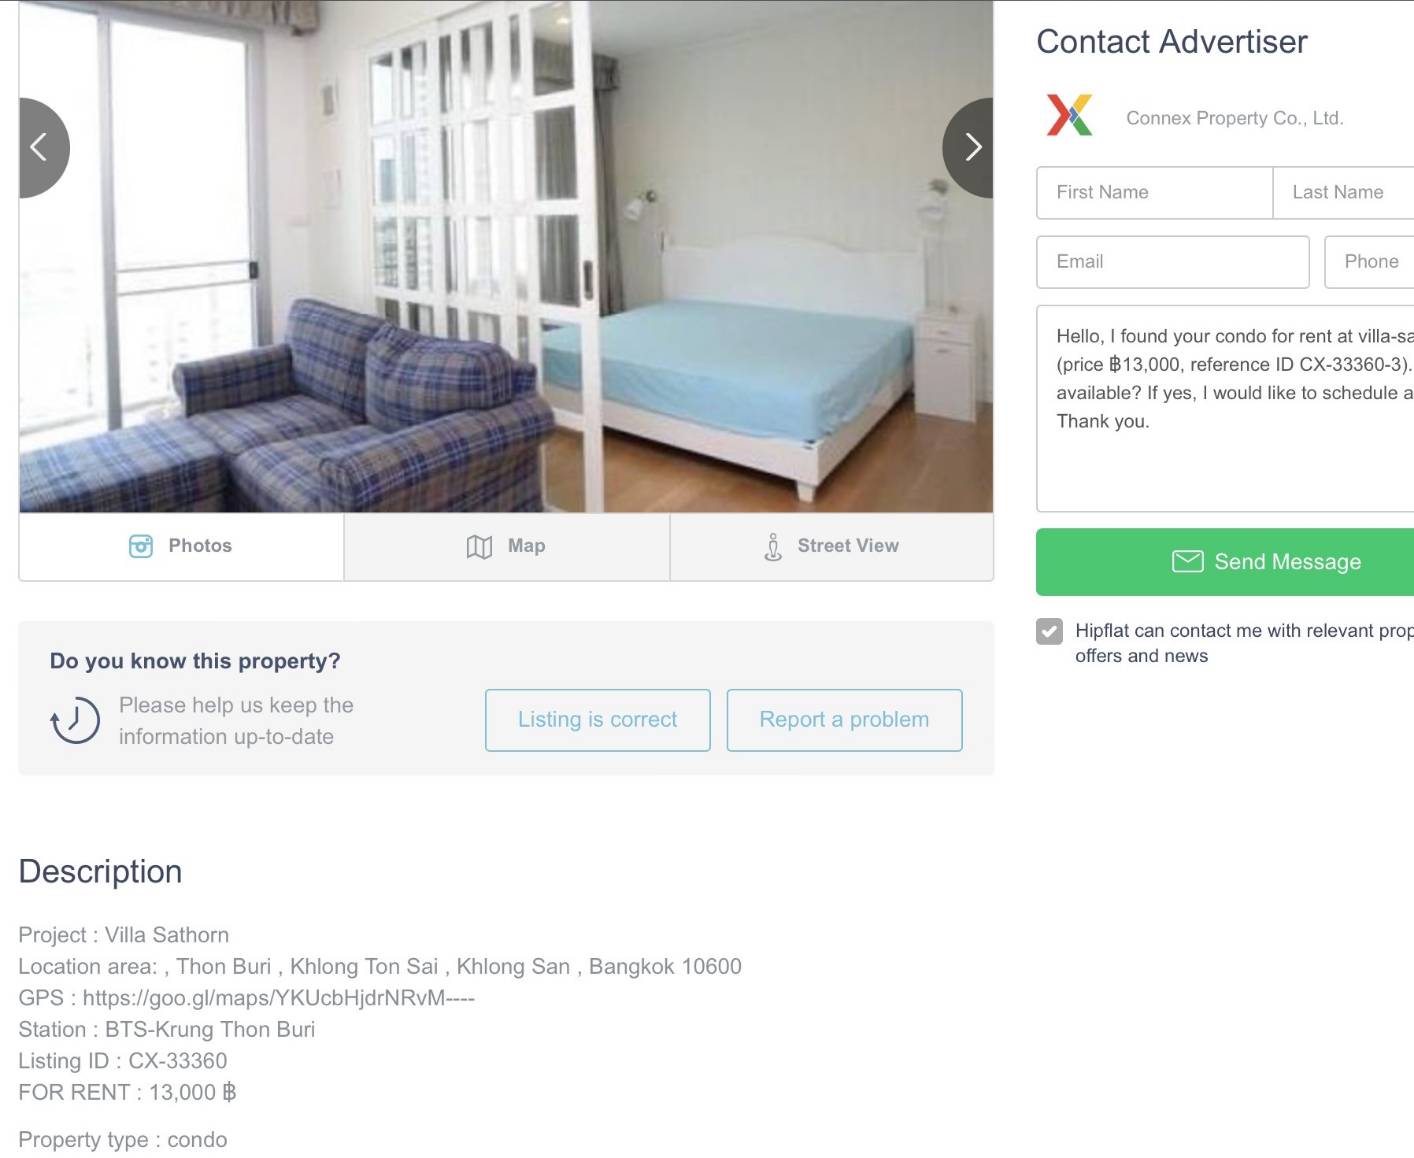 Contact Advertiser
Connex Property Co., Ltd.
First Name
Last Name
Email
Phone
Hello, I found your condo for rent at villa-sa
(price ฿13,000, reference ID CX-33360-3).
available? If yes, I would like to schedule a
Thank you.
Send Message
Hipflat can contact me with relevant prop
offers and news
Photos
Map
Street View
Do you know this property?
Please help us keep the
information up-to-date
Listing is correct
Report a problem
Description
Project : Villa Sathorn
Location area: , Thon Buri , Khlong Ton Sai , Khlong San , Bangkok 10600
GPS : https://goo.gl/maps/YKUcbHjdrNRvM----
Station : BTS-Krung Thon Buri
Listing ID : CX-33360
FOR RENT : 13,000 ฿
Property type : condo